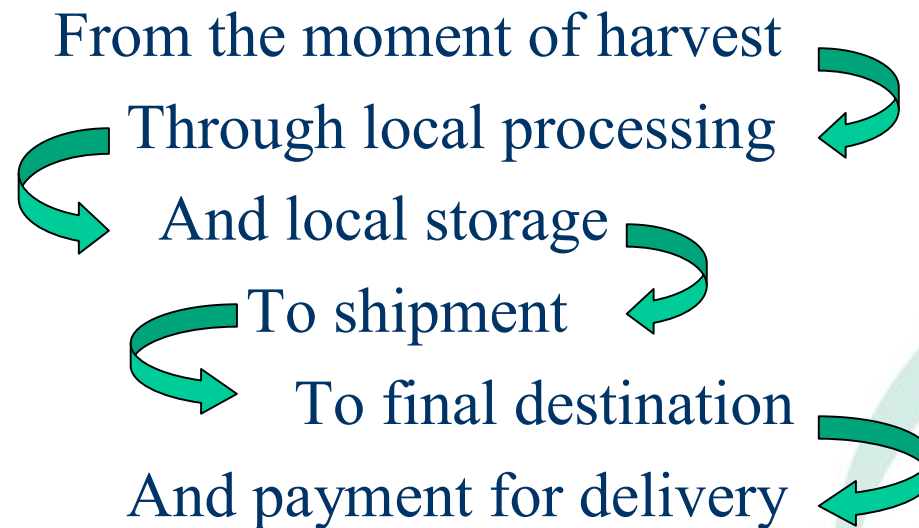 From the moment of harvest
Through local processing
And local storage
To shipment
To final destination
And payment for delivery